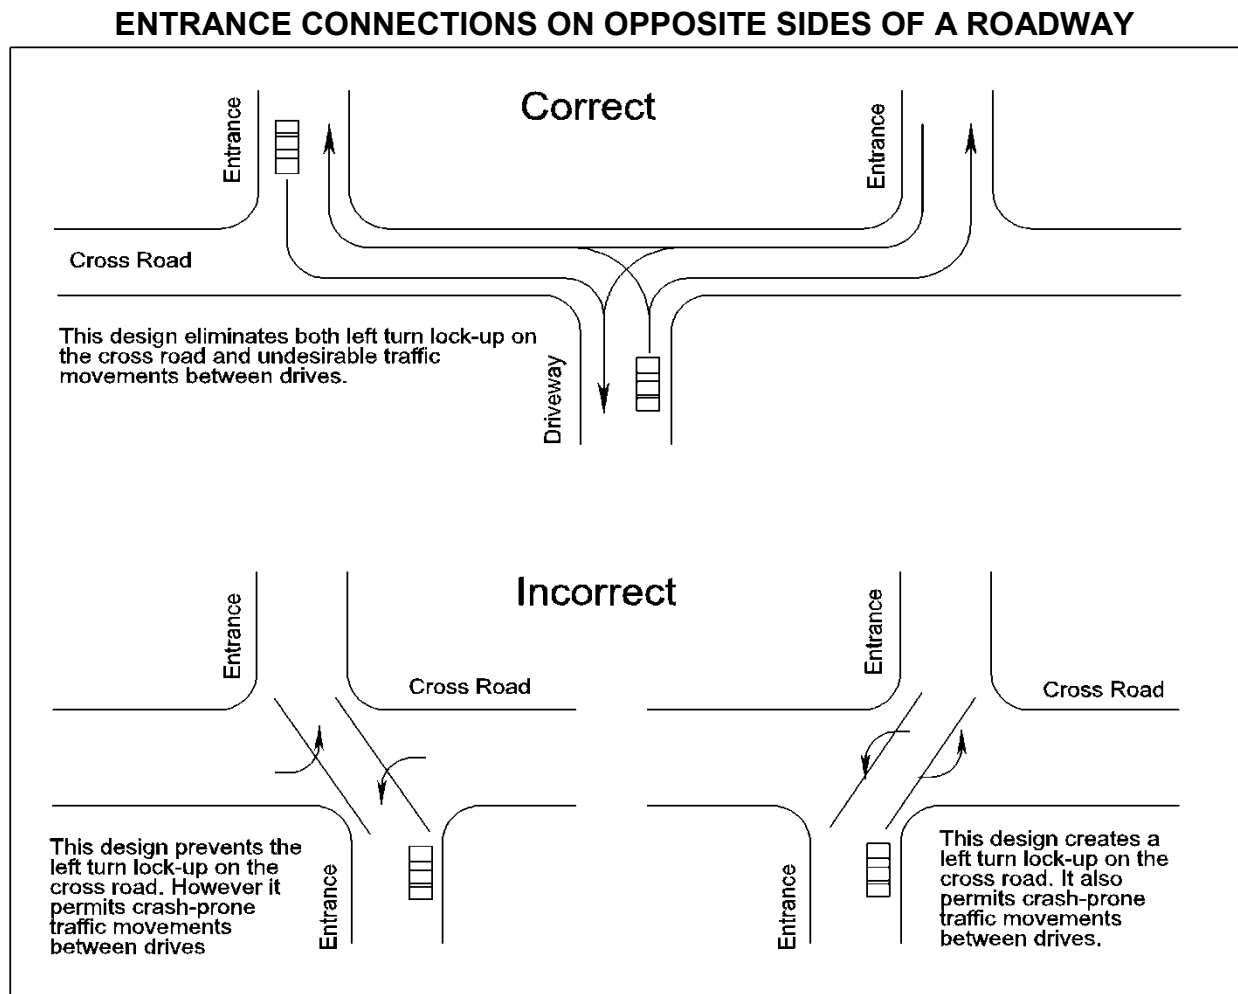 ENTRANCE CONNECTIONS ON OPPOSITE SIDES OF A ROADWAY
Correct
Entrance
Entrance
Cross Road
This design eliminates both left turn lock-up on
the cross road and undesirable traffic
movements between drives.
Driveway
Incorrect
Entrance
Cross Road
Entrance
Cross Road
This design prevents the
left turn lock-up on the
cross road. However it
permits crash-prone
traffic movements
between drives
Entrance
Entrance
This design creates a
left turn lock-up on the
cross road. It also
permits crash-prone
traffic movements
between drives.